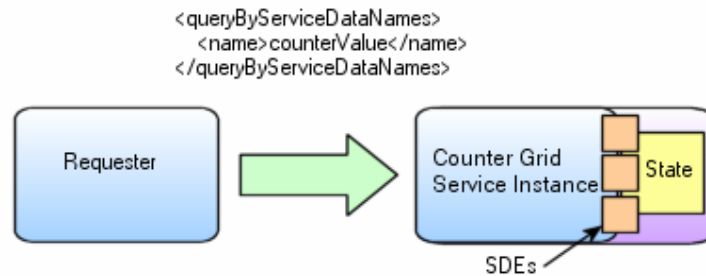 <queryByServiceDataNames>
<name>counterValue</name>
</queryByServiceDataNames>
Requester
Counter Grid
Service Instance
State
SDEs